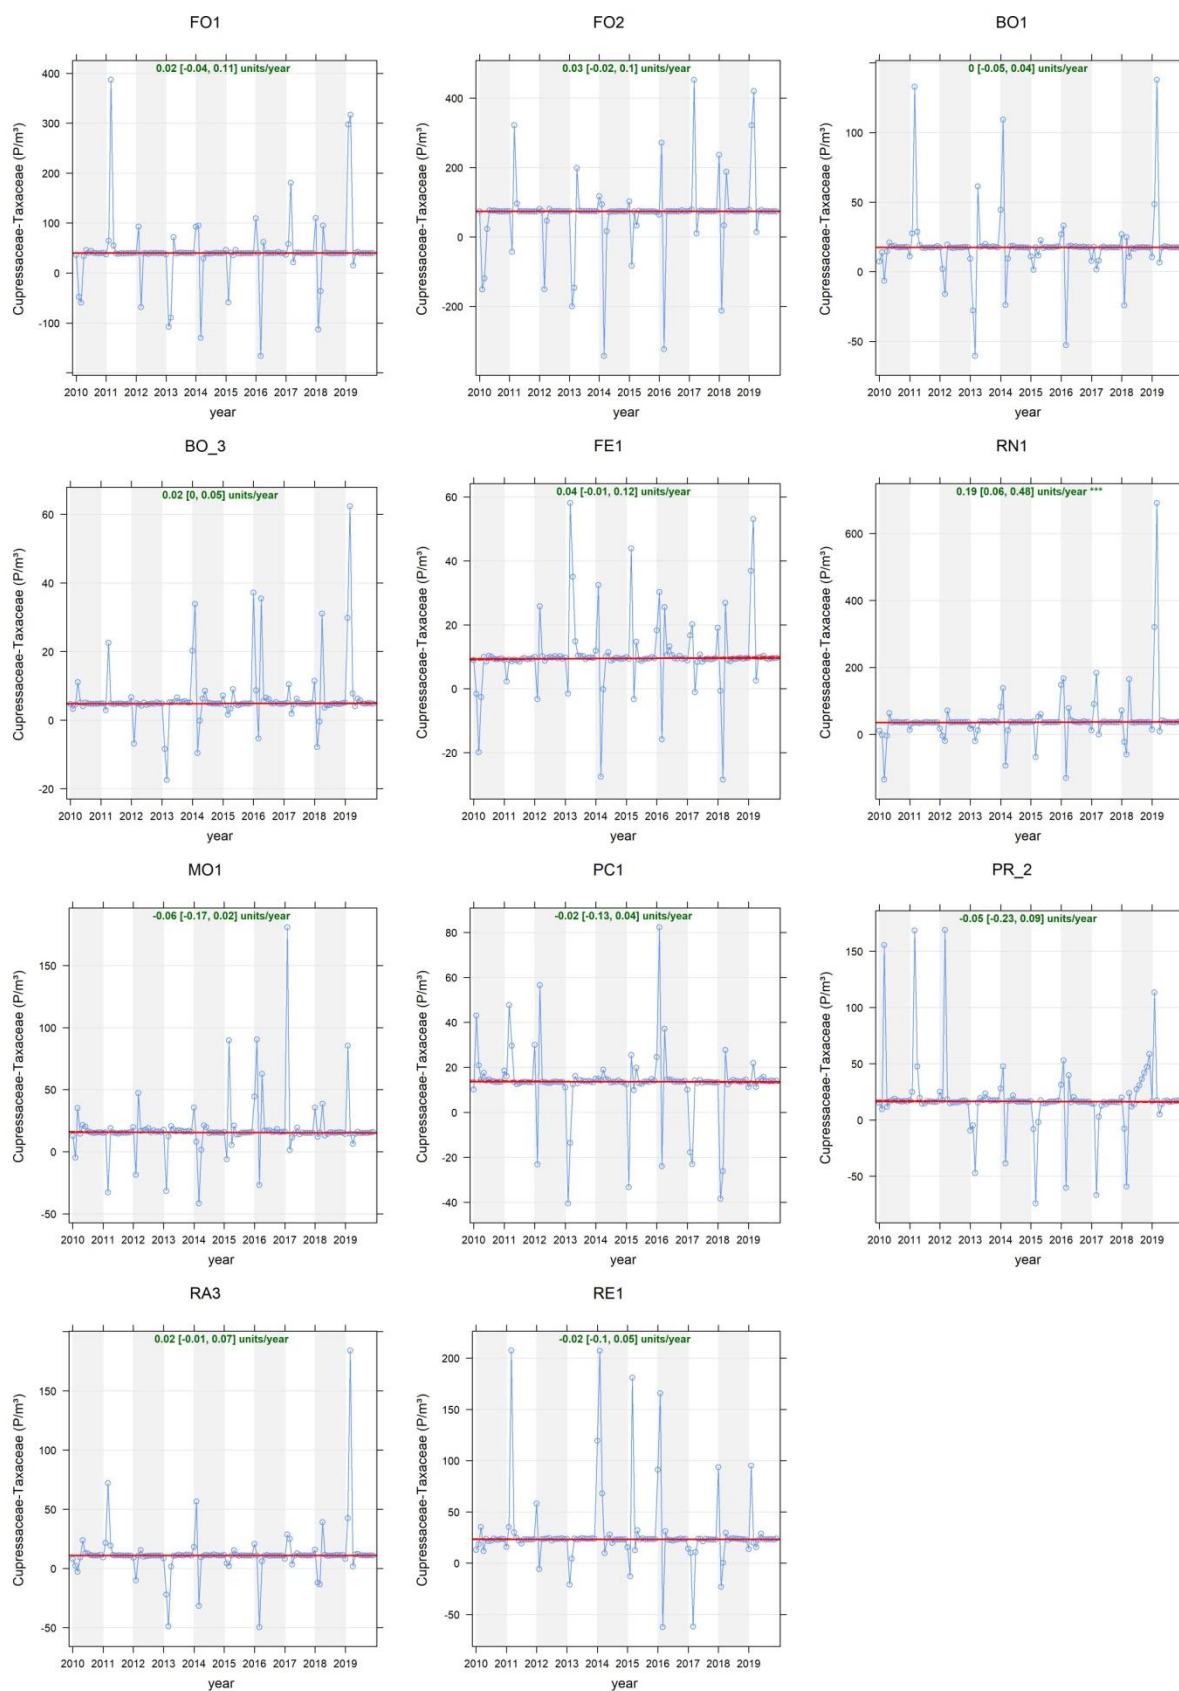 FO1
0.02 [-0.04, 0.11] units/year
Cupressaceae-Taxaceae (P/m³)
400
300
200
100
0
-100
2010 2011 2012 2013 2014 2015 2016 2017 2018 2019
year
FO2
0.03 [-0.02, 0.1] units/year
Cupressaceae-Taxaceae (P/m³)
400
200
0
-200
2010 2011 2012 2013 2014 2015 2016 2017 2018 2019
year
BO1
0 [-0.05, 0.04] units/year
Cupressaceae-Taxaceae (P/m³)
100
50
0
-50
2010 2011 2012 2013 2014 2015 2016 2017 2018 2019
year
BO_3
0.02 [0, 0.05] units/year
Cupressaceae-Taxaceae (P/m³)
60
40
20
0
-20
2010 2011 2012 2013 2014 2015 2016 2017 2018 2019
year
FE1
0.04 [-0.01, 0.12] units/year
Cupressaceae-Taxaceae (P/m³)
60
40
20
0
-20
2010 2011 2012 2013 2014 2015 2016 2017 2018 2019
year
RN1
0.19 [0.06, 0.48] units/year ***
Cupressaceae-Taxaceae (P/m³)
600
400
200
0
2010 2011 2012 2013 2014 2015 2016 2017 2018 2019
year
MO1
-0.06 [-0.17, 0.02] units/year
Cupressaceae-Taxaceae (P/m³)
150
100
50
0
-50
2010 2011 2012 2013 2014 2015 2016 2017 2018 2019
year
PC1
-0.02 [-0.13, 0.04] units/year
Cupressaceae-Taxaceae (P/m³)
80
60
40
20
0
-20
-40
2010 2011 2012 2013 2014 2015 2016 2017 2018 2019
year
PR_2
-0.05 [-0.23, 0.09] units/year
Cupressaceae-Taxaceae (P/m³)
150
100
50
0
-50
2010 2011 2012 2013 2014 2015 2016 2017 2018 2019
year
RA3
0.02 [-0.01, 0.07] units/year
Cupressaceae-Taxaceae (P/m³)
150
100
50
0
-50
2010 2011 2012 2013 2014 2015 2016 2017 2018 2019
year
RE1
-0.02 [-0.1, 0.05] units/year
Cupressaceae-Taxaceae (P/m³)
200
150
100
50
0
-50
2010 2011 2012 2013 2014 2015 2016 2017 2018 2019
year